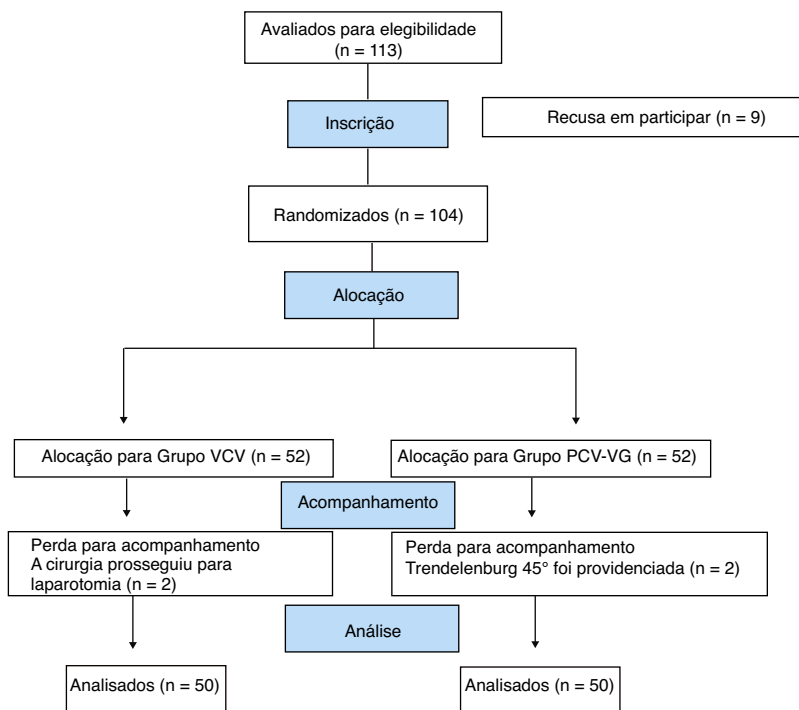 Avaliados para elegibilidade
(n = 113)
Inscrição
Recusa em participar (n = 9)
Randomizados (n = 104)
Alocação
Alocação para Grupo VCV (n = 52)
Alocação para Grupo PCV-VG (n = 52)
Acompanhamento
Perda para acompanhamento
A cirurgia prosseguiu para
laparotomia (n = 2)
Perda para acompanhamento
Trendelenburg 45° foi providenciada (n = 2)
Análise
Analisados (n = 50)
Analisados (n = 50)